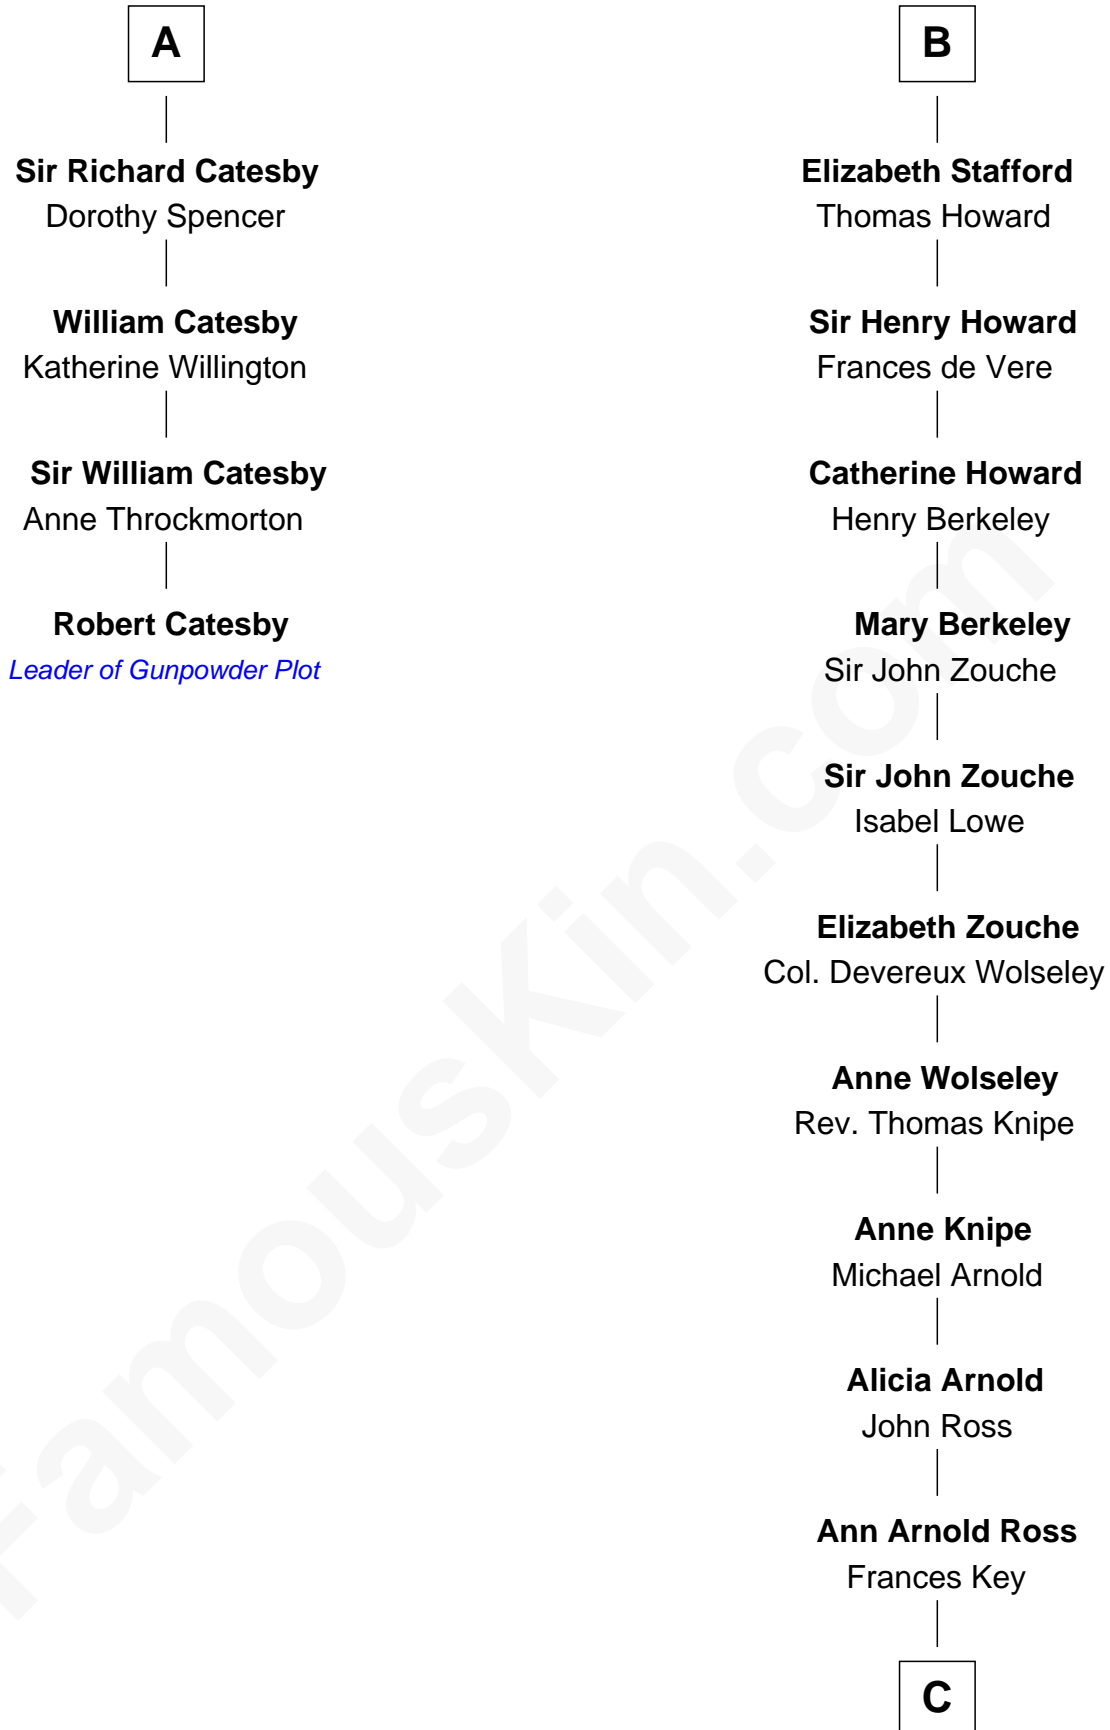 A
Sir Richard Catesby
Dorothy Spencer
William Catesby
Katherine Willington
Sir William Catesby
Anne Throckmorton
Robert Catesby
Leader of Gunpowder Plot
B
Elizabeth Stafford
Thomas Howard
Sir Henry Howard
Frances de Vere
Catherine Howard
Henry Berkeley
Mary Berkeley
Sir John Zouche
Sir John Zouche
Isabel Lowe
Elizabeth Zouche
Col. Devereux Wolseley
Anne Wolseley
Rev. Thomas Knipe
Anne Knipe
Michael Arnold
Alicia Arnold
John Ross
Ann Arnold Ross
Frances Key
C
FamousKin.com